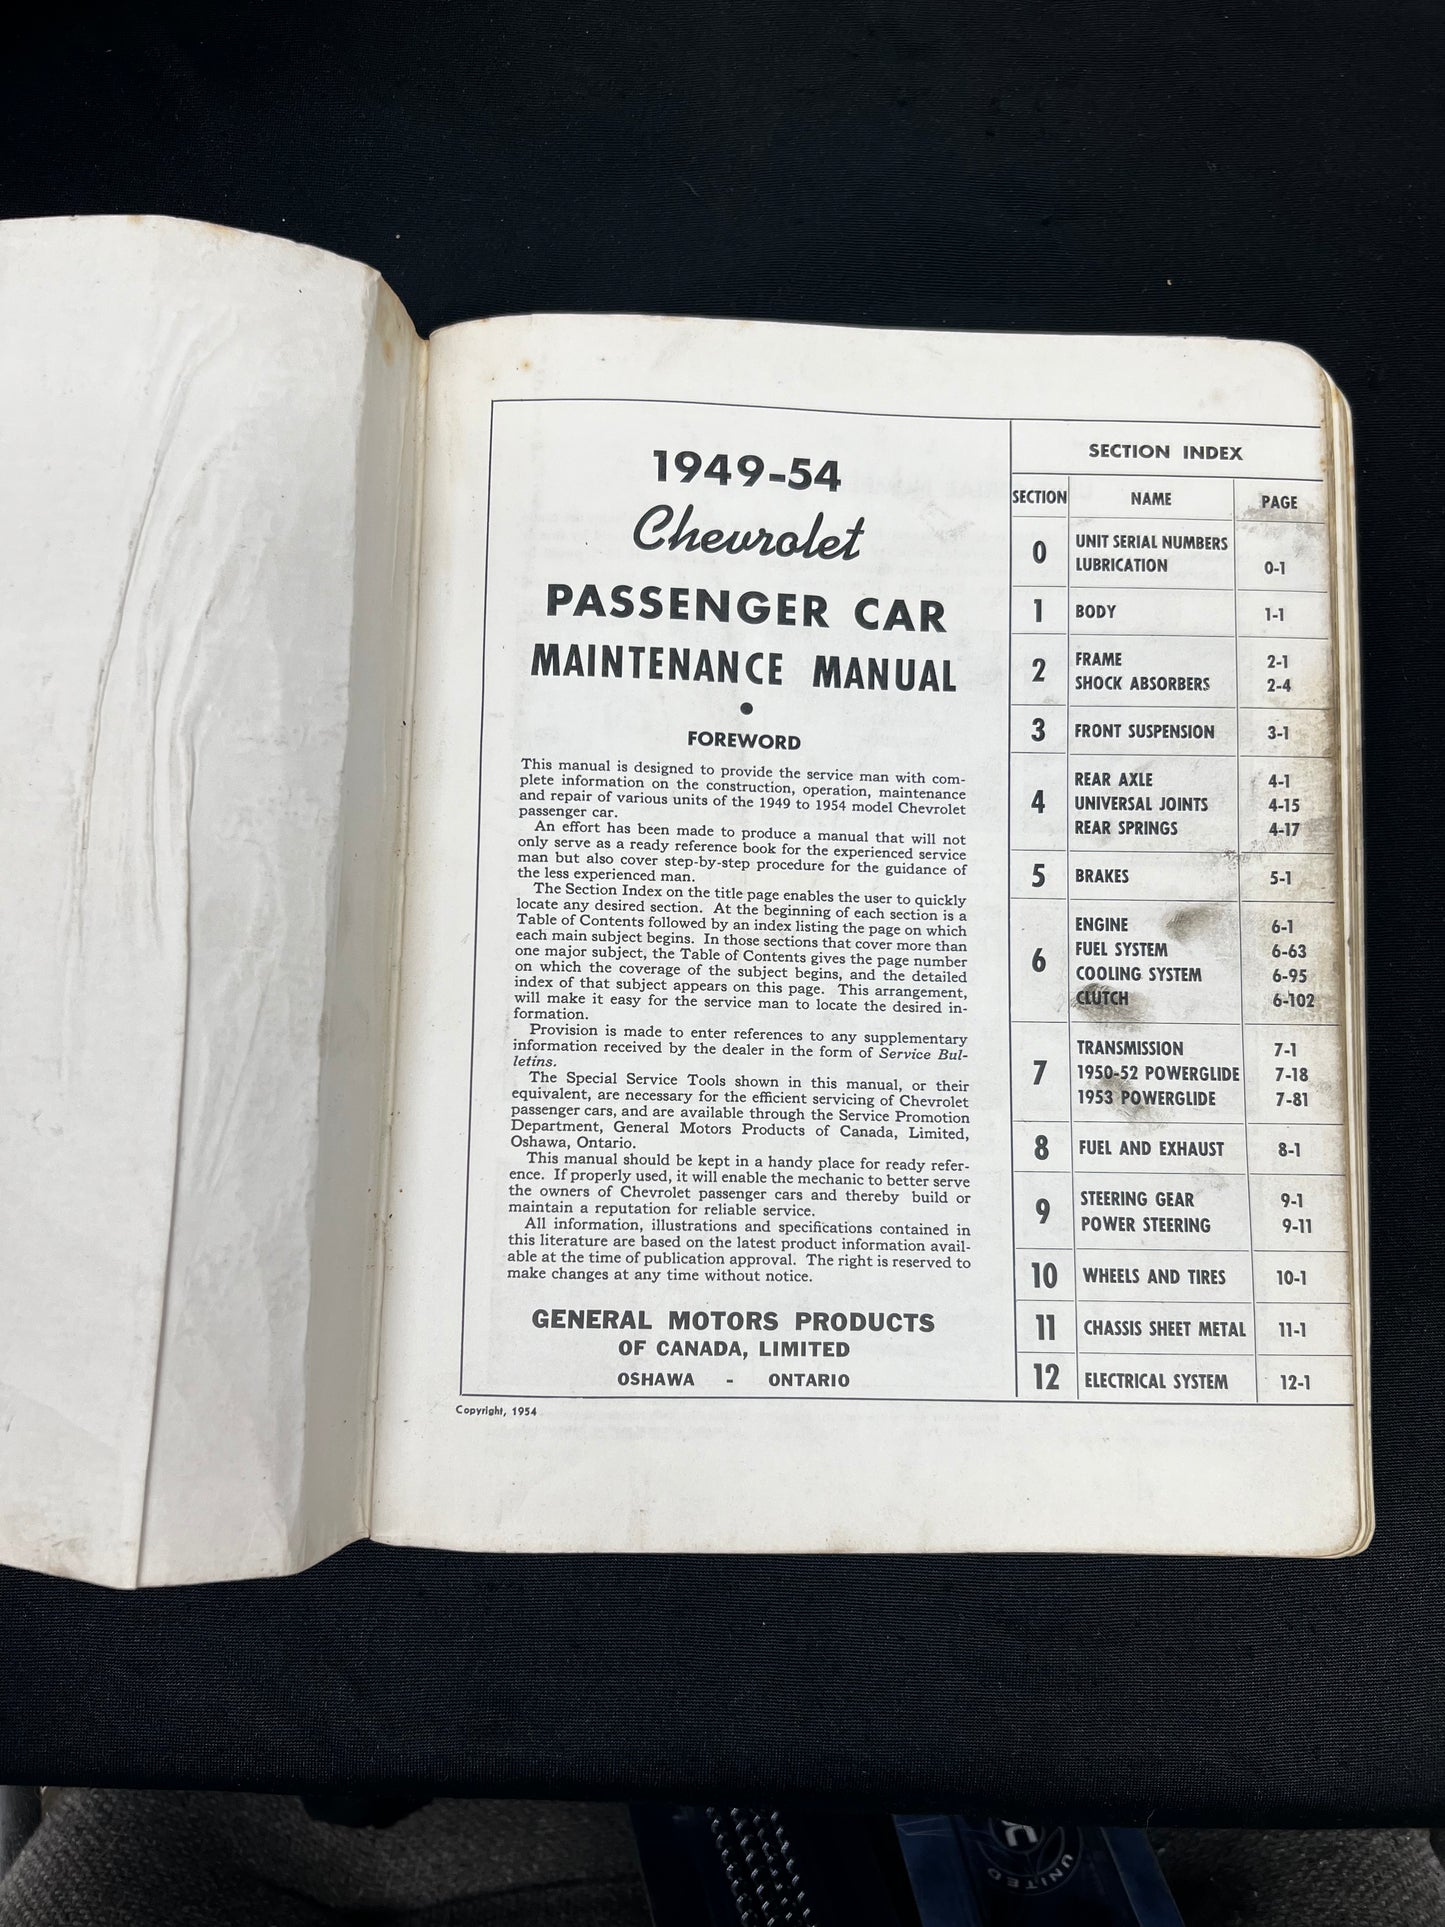 1949-54
Chevrolet
PASSENGER CAR
MAINTENANCE MANUAL
•
FOREWORD
This manual is designed to provide the service man with com-
plete information on the construction, operation, maintenance
and repair of various units of the 1949 to 1954 model Chevrolet
passenger car.
An effort has been made to produce a manual that will not
only serve as a ready reference book for the experienced service
man but also cover step-by-step procedure for the guidance of
the less experienced man.
The Section Index on the title page enables the user to quickly
locate any desired section. At the beginning of each section is a
Table of Contents followed by an index listing the page on which
each main subject begins. In those sections that cover more than
one major subject, the Table of Contents gives the page number
on which the coverage of the subject begins, and the detailed
index of that subject appears on this page. This arrangement,
will make it easy for the service man to locate the desired in-
formation.
Provision is made to enter references to any supplementary
information received by the dealer in the form of Service Bul-
letins.
The Special Service Tools shown in this manual, or their
equivalent, are necessary for the efficient servicing of Chevrolet
passenger cars, and are available through the Service Promotion
Department, General Motors Products of Canada, Limited,
Oshawa, Ontario.
This manual should be kept in a handy place for ready refer-
ence. If properly used, it will enable the mechanic to better serve
the owners of Chevrolet passenger cars and thereby build or
maintain a reputation for reliable service.
All information, illustrations and specifications contained in
this literature are based on the latest product information avail-
able at the time of publication approval. The right is reserved to
make changes at any time without notice.
GENERAL MOTORS PRODUCTS
OF CANADA, LIMITED
OSHAWA - ONTARIO
Copyright, 1954
SECTION INDEX
SECTION NAME PAGE
0 UNIT SERIAL NUMBERS
LUBRICATION 0-1
1 BODY 1-1
2 FRAME 2-1
SHOCK ABSORBERS 2-4
3 FRONT SUSPENSION 3-1
4 REAR AXLE 4-1
UNIVERSAL JOINTS 4-15
REAR SPRINGS 4-17
5 BRAKES 5-1
6 ENGINE 6-1
FUEL SYSTEM 6-63
COOLING SYSTEM 6-95
CLUTCH 6-102
7 TRANSMISSION 7-1
1950-52 POWERGLIDE 7-18
1953 POWERGLIDE 7-81
8 FUEL AND EXHAUST 8-1
9 STEERING GEAR 9-1
POWER STEERING 9-11
10 WHEELS AND TIRES 10-1
11 CHASSIS SHEET METAL 11-1
12 ELECTRICAL SYSTEM 12-1
UNITED